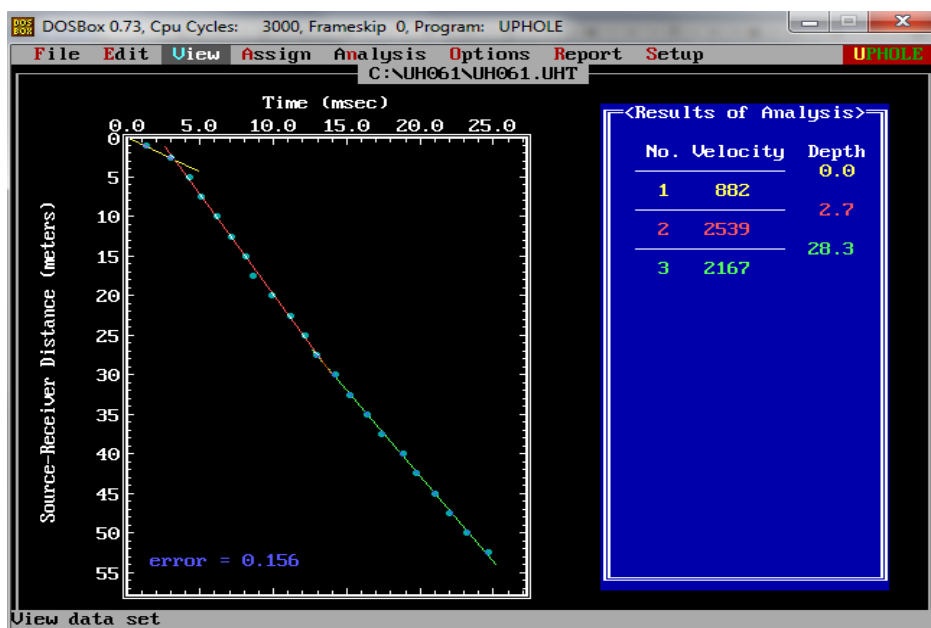 DOSBox 0.73, Cpu Cycles: 3000, Frameskip 0, Program: UPHOLE
File Edit View Assign Analysis Options Report Setup UPHOLE
C:\UH061\UH061.UHT
Time (msec)
0.0 5.0 10.0 15.0 20.0 25.0
Source-Receiver Distance (meters)
0
5
10
15
20
25
30
35
40
45
50
55
error = 0.156
<Results of Analysis>
No. Velocity Depth
0.0
1 882
2.7
2 2539
28.3
3 2167
View data set